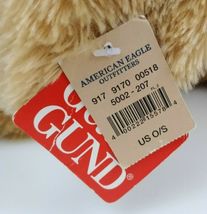 AMERICAN EAGLE
OUTFITTERS
917 9170 00518
5002-207
US O/S
GUND®